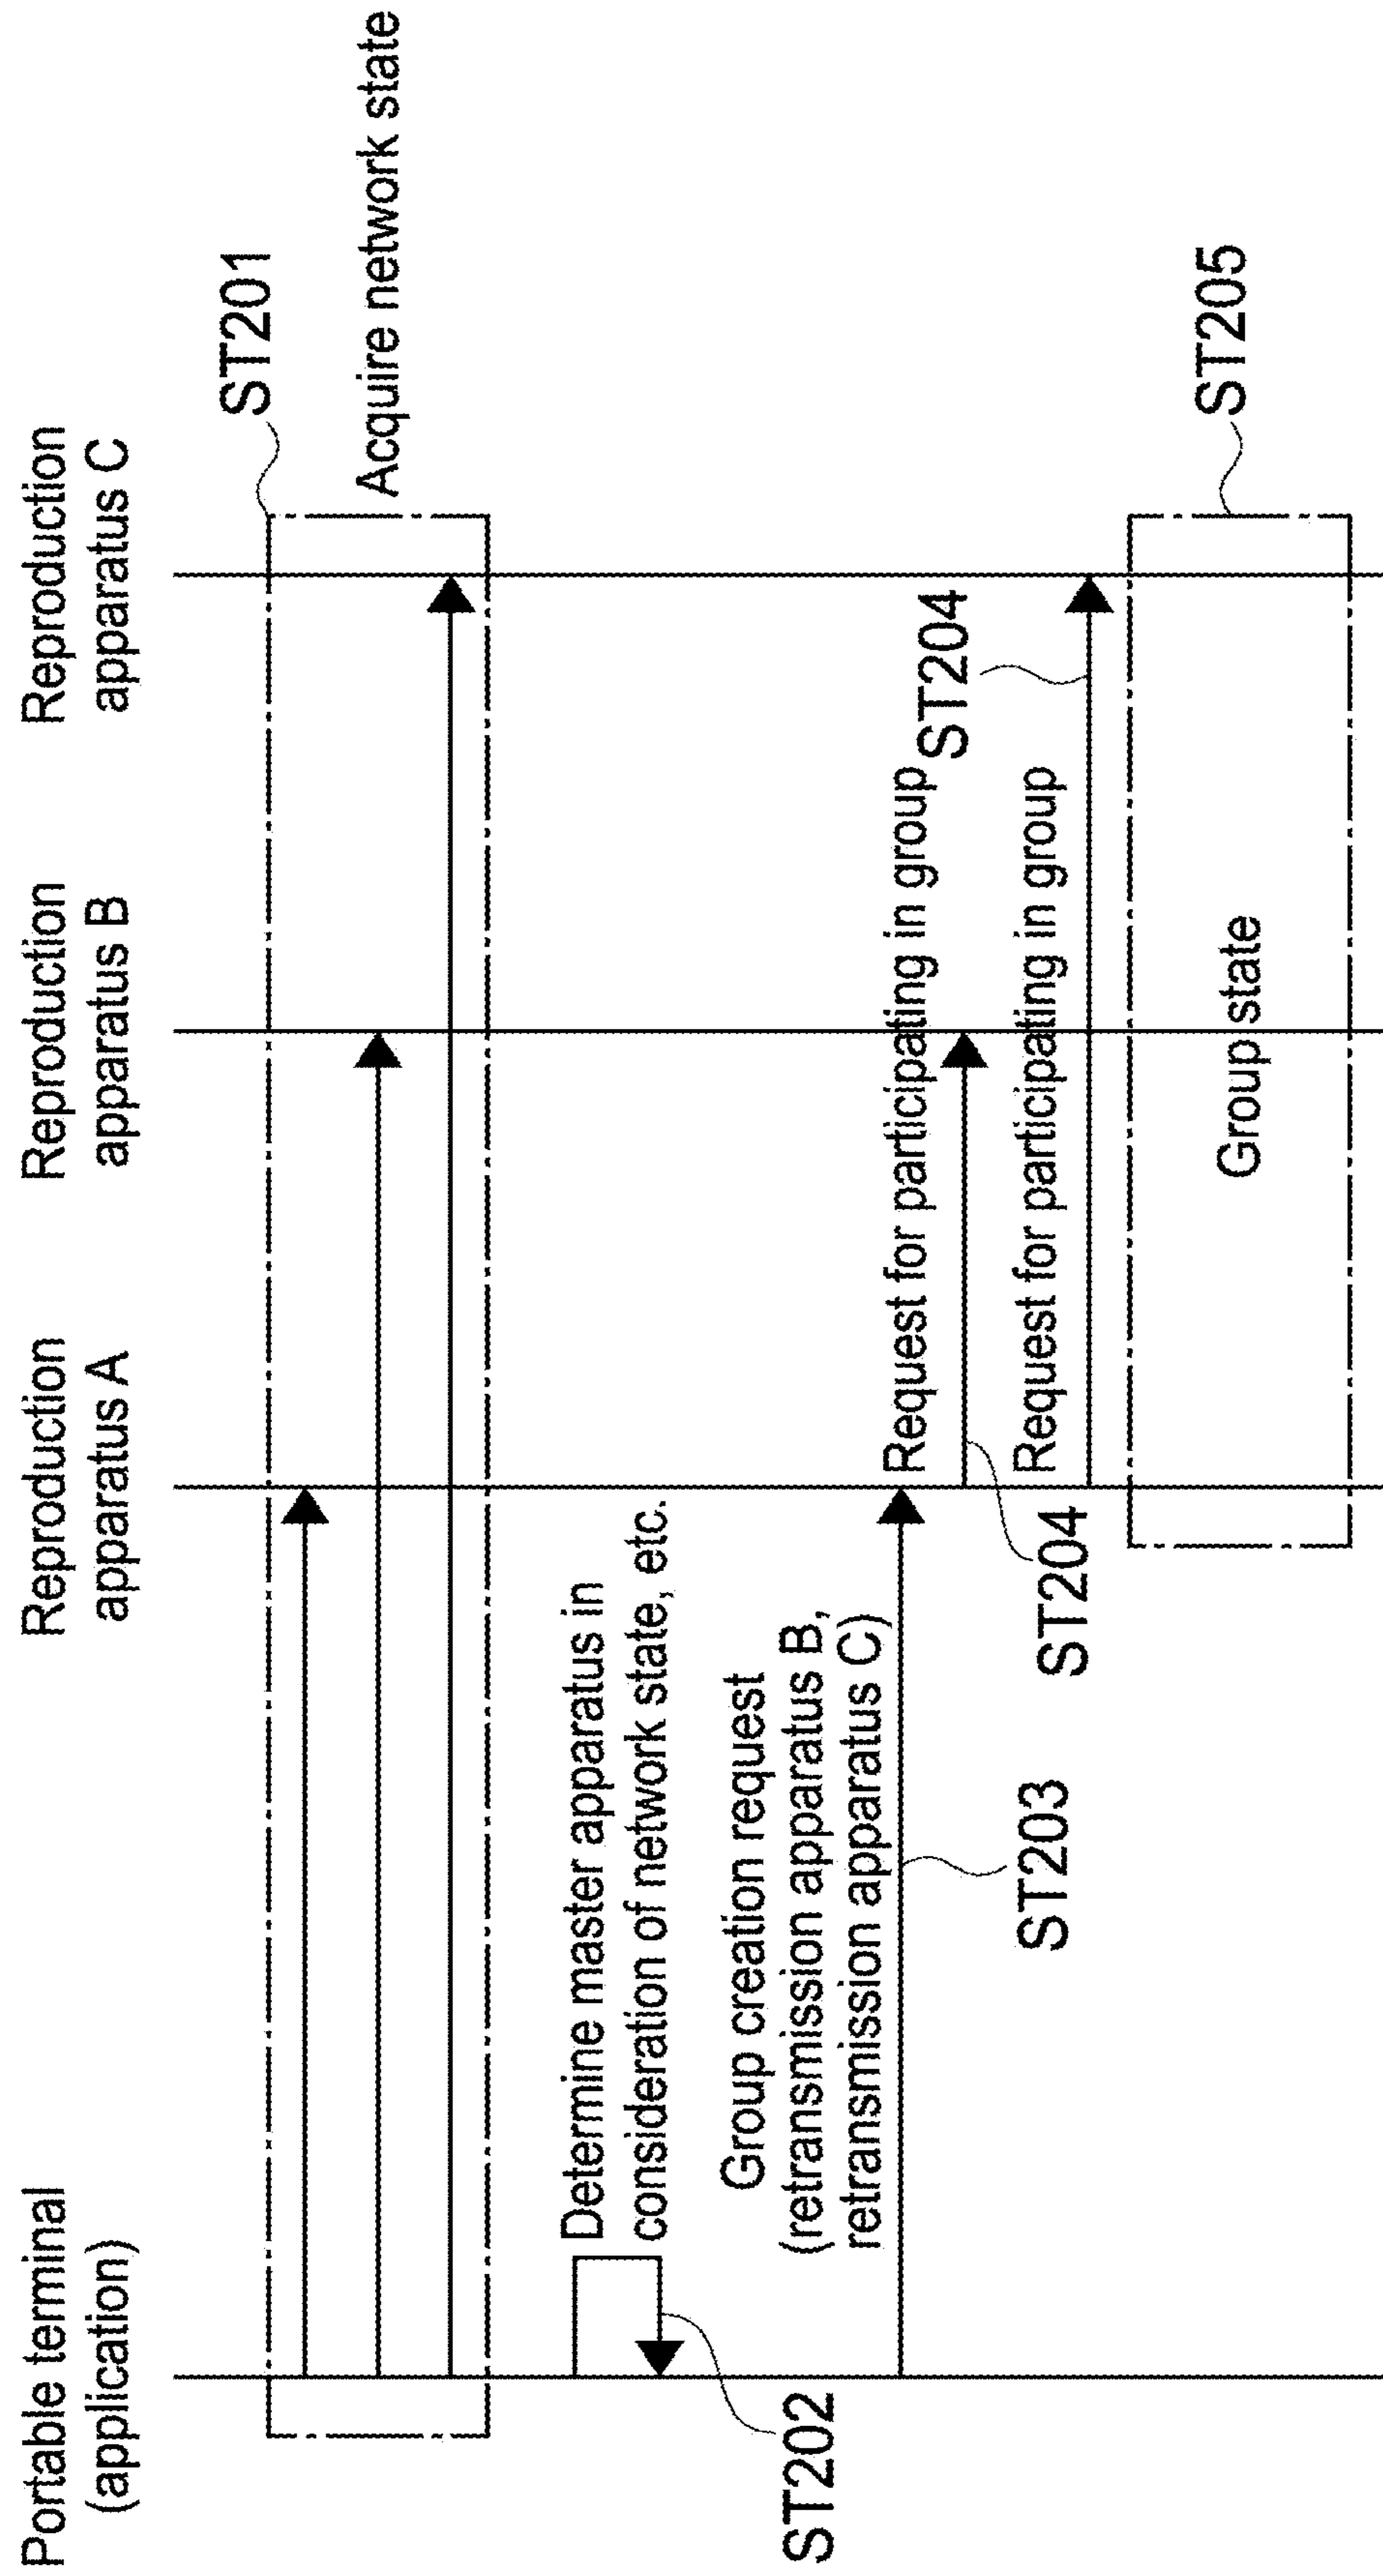 Portable terminal
(application)
Reproduction
apparatus A
Reproduction
apparatus B
Reproduction
apparatus C
ST201
Acquire network state
Determine master apparatus in
consideration of network state, etc.
ST202
Group creation request
(retransmission apparatus B,
retransmission apparatus C)
ST203
Request for participating in group
ST204
Request for participating in group
ST204
Group state
ST205